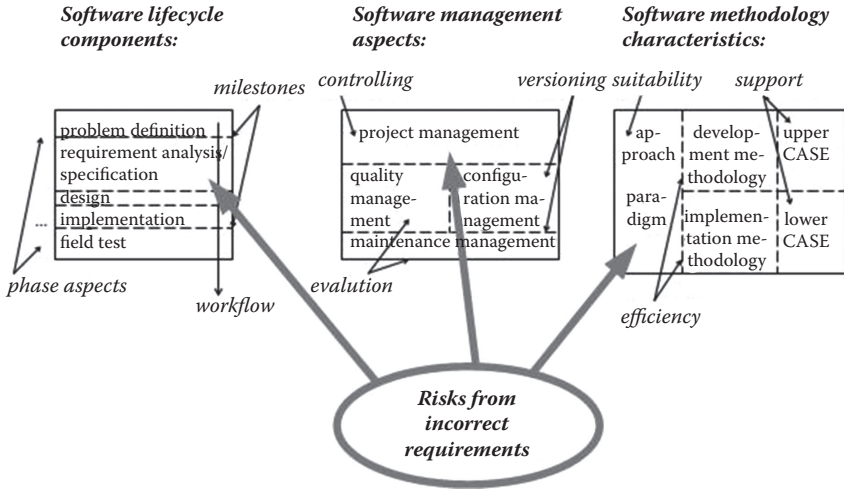 Software lifecycle
components:
Software management
aspects:
Software methodology
characteristics:
milestones
controlling
versioning
suitability
support
problem definition
requirement analysis/
specification
design
implementation
field test
...
phase aspects
workflow
project management
quality
manage-
ment
configu-
ration ma-
nagement
maintenance management
evalution
ap-
proach
para-
digm
develop-
ment me-
thodology
implemen-
tation me-
thodology
upper
CASE
lower
CASE
efficiency
Risks from
incorrect
requirements